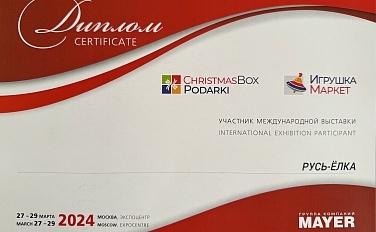 Диплом
CERTIFICATE
CHRISTMASBOX
PODARKI
ИГРУШКА
МАРКЕТ
УЧАСТНИК МЕЖДУНАРОДНОЙ ВЫСТАВКИ
INTERNATIONAL EXHIBITION PARTICIPANT
РУСЬ-ЁЛКА
27 – 29 МАРТА
MARCH 27 – 29
2024
МОСКВА, ЭКСПОЦЕНТР
MOSCOW, EXPOCENTRE
ГРУППА КОМПАНИЙ
MAYER